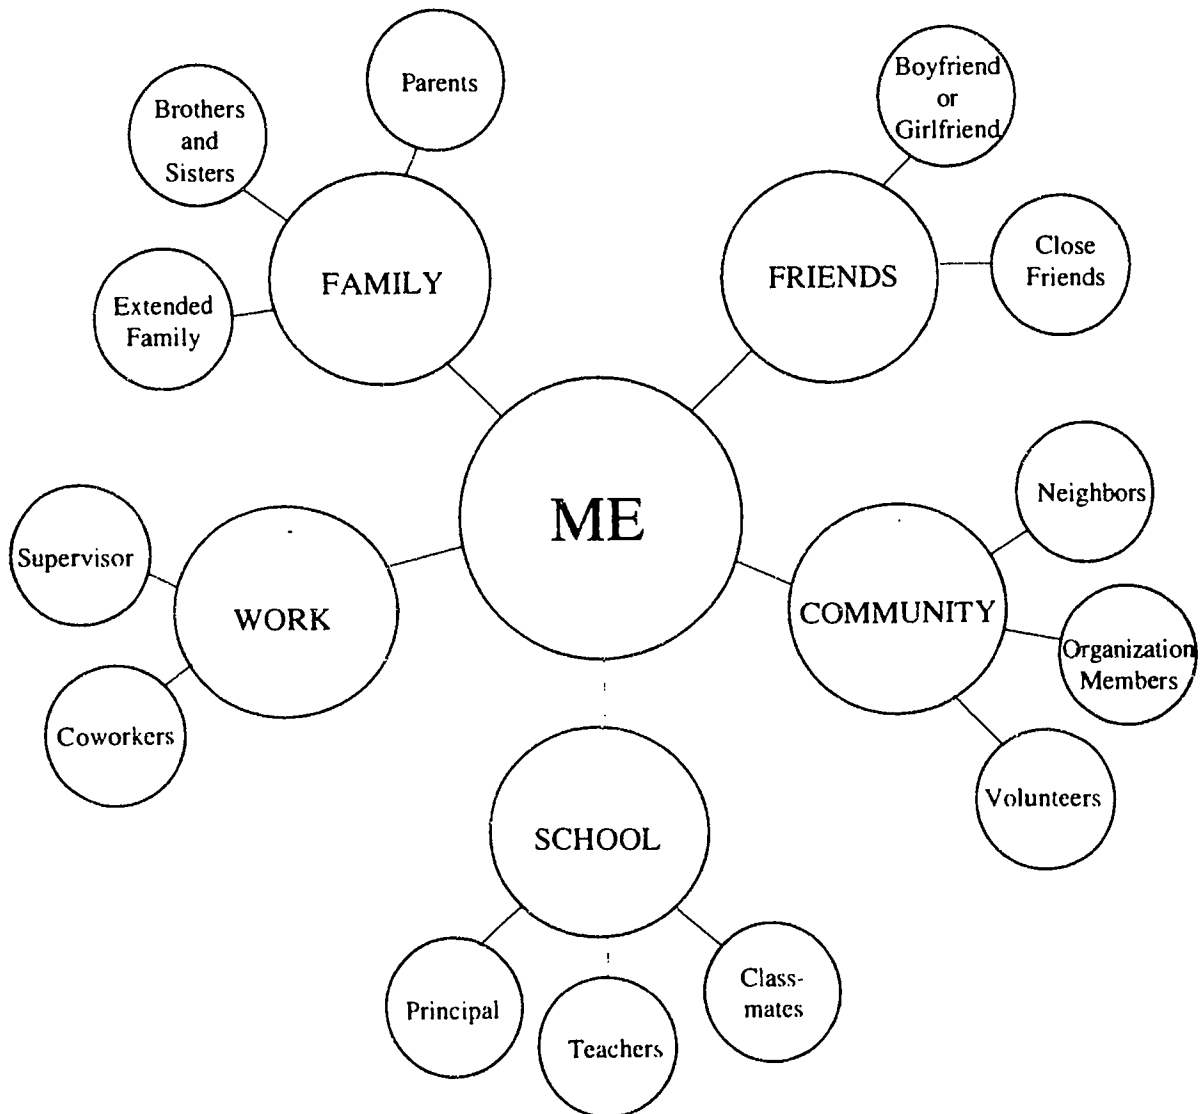 Parents
Brothers
and
Sisters
Extended
Family
FAMILY
Boyfriend
or
Girlfriend
Close
Friends
FRIENDS
ME
Supervisor
Coworkers
WORK
Neighbors
Organization
Members
Volunteers
COMMUNITY
SCHOOL
Principal
Teachers
Class-
mates